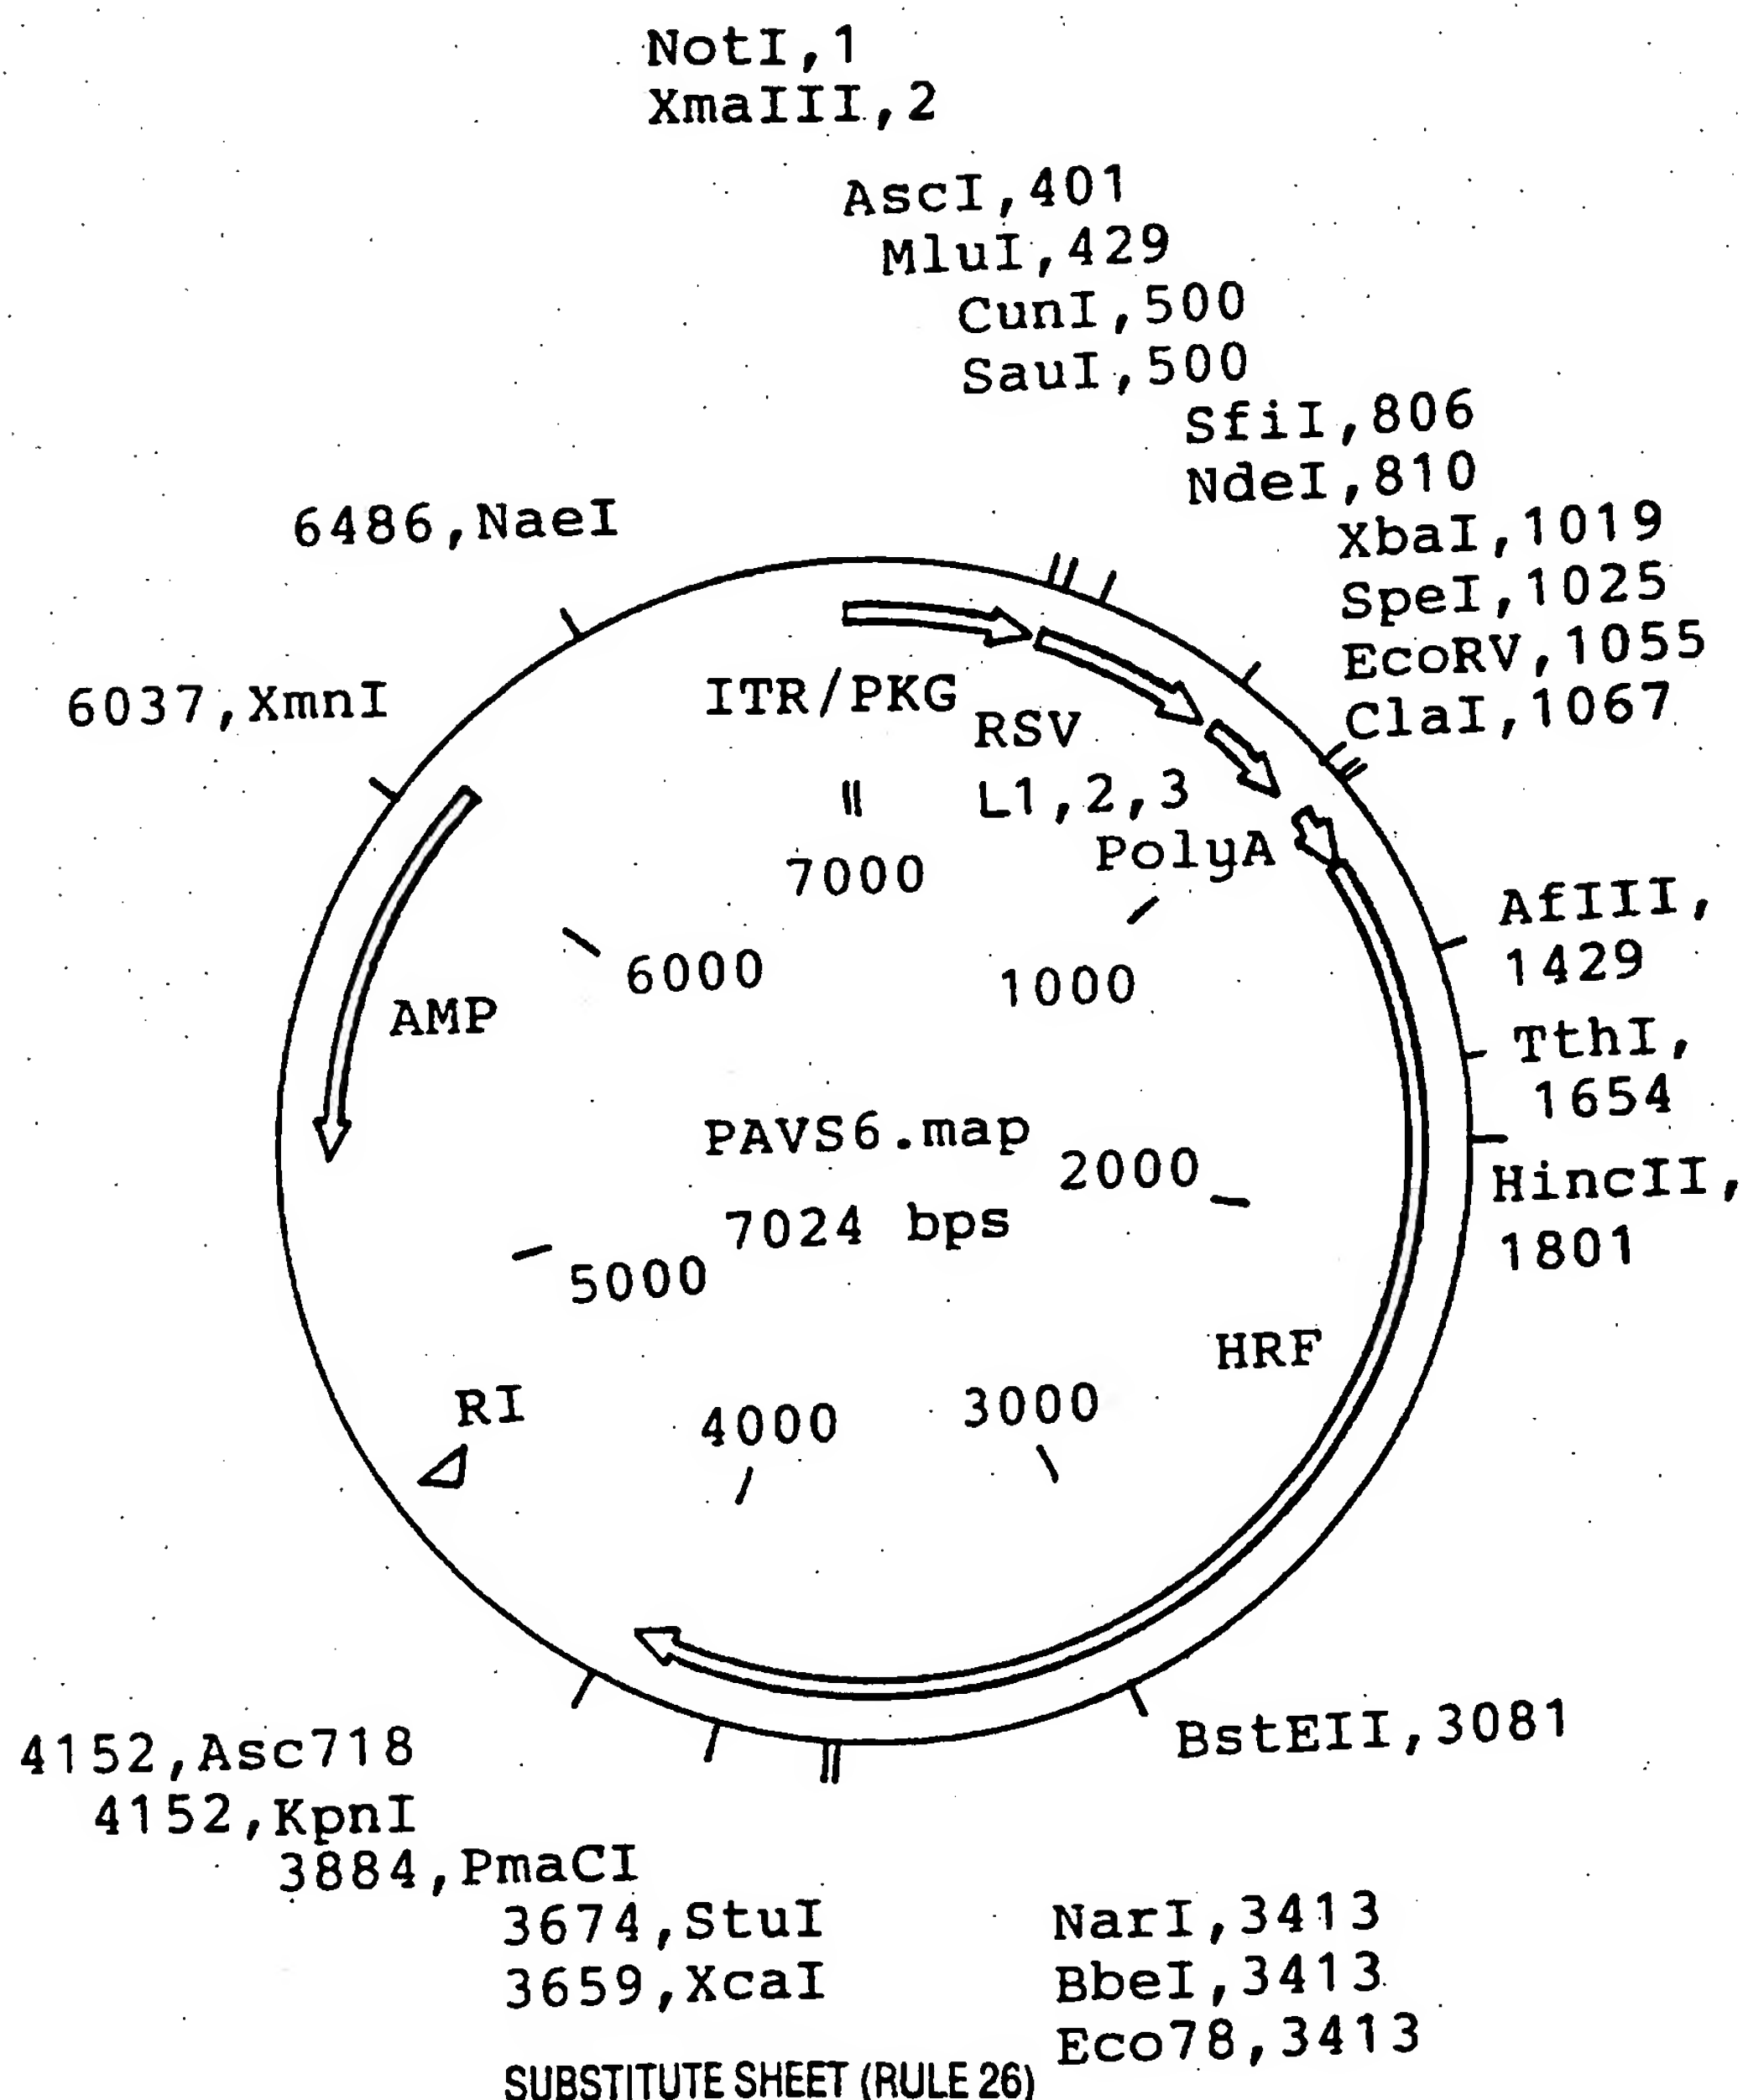 NotI,1
XmaIII,2
AscI,401
MluI,429
CunI,500
SauI,500
SfiI,806
NdeI,810
XbaI,1019
SpeI,1025
EcoRV,1055
ClaI,1067
6486,NaeI
6037,XmnI
ITR/PKG
RSV
L1,2,3
PolyA
7000
1000
6000
AMP
AfIII,
1429
TthI,
1654
HincII,
1801
PAVS6.map
7024 bps
2000
5000
HRF
RI
4000
3000
BstEII,3081
4152,Asc718
4152,KpnI
3884,PmaCI
3674,StuI
3659,XcaI
NarI,3413
BbeI,3413
Eco78,3413
SUBSTITUTE SHEET (RULE 26)